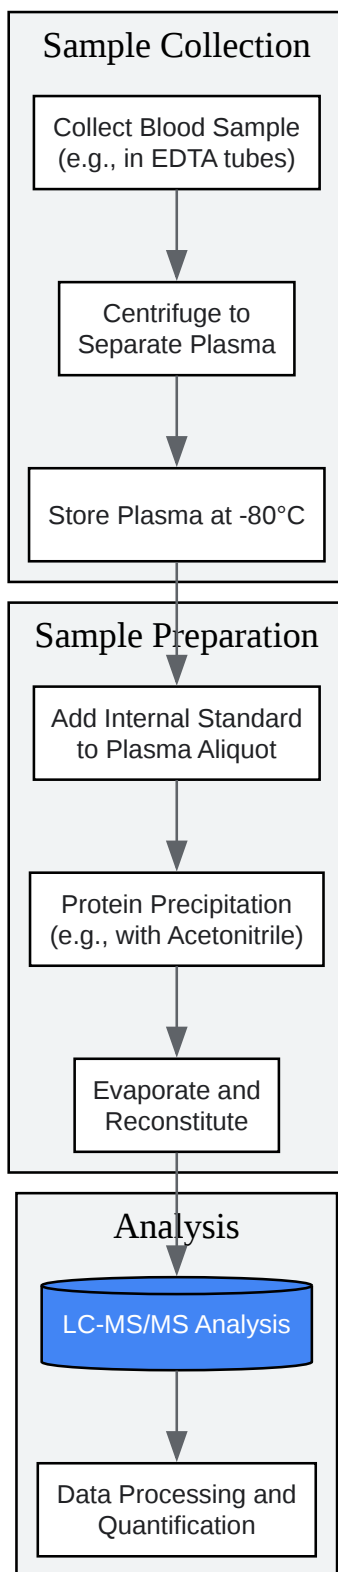 Sample Collection
Collect Blood Sample
(e.g., in EDTA tubes)
Centrifuge to
Separate Plasma
Store Plasma at -80°C
Sample Preparation
Add Internal Standard
to Plasma Aliquot
Protein Precipitation
(e.g., with Acetonitrile)
Evaporate and
Reconstitute
Analysis
LC-MS/MS Analysis
Data Processing and
Quantification